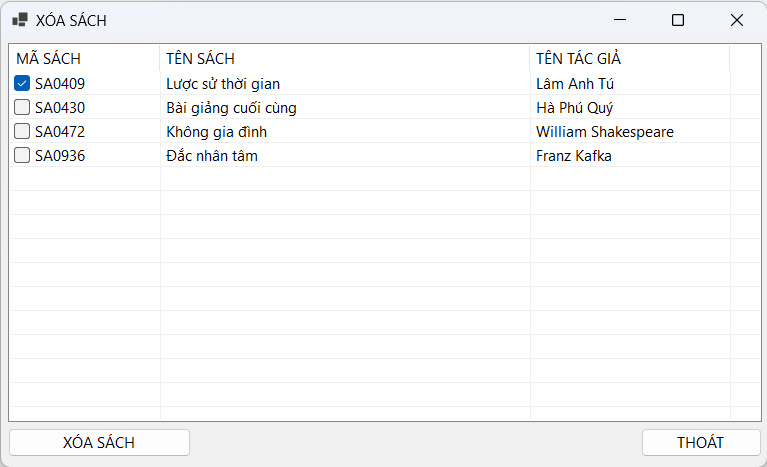 XÓA SÁCH
MÃ SÁCH TÊN SÁCH TÊN TÁC GIẢ
SA0409 Lược sử thời gian Lâm Anh Tú
SA0430 Bài giảng cuối cùng Hà Phú Quý
SA0472 Không gia đình William Shakespeare
SA0936 Đắc nhân tâm Franz Kafka
XÓA SÁCH THOÁT